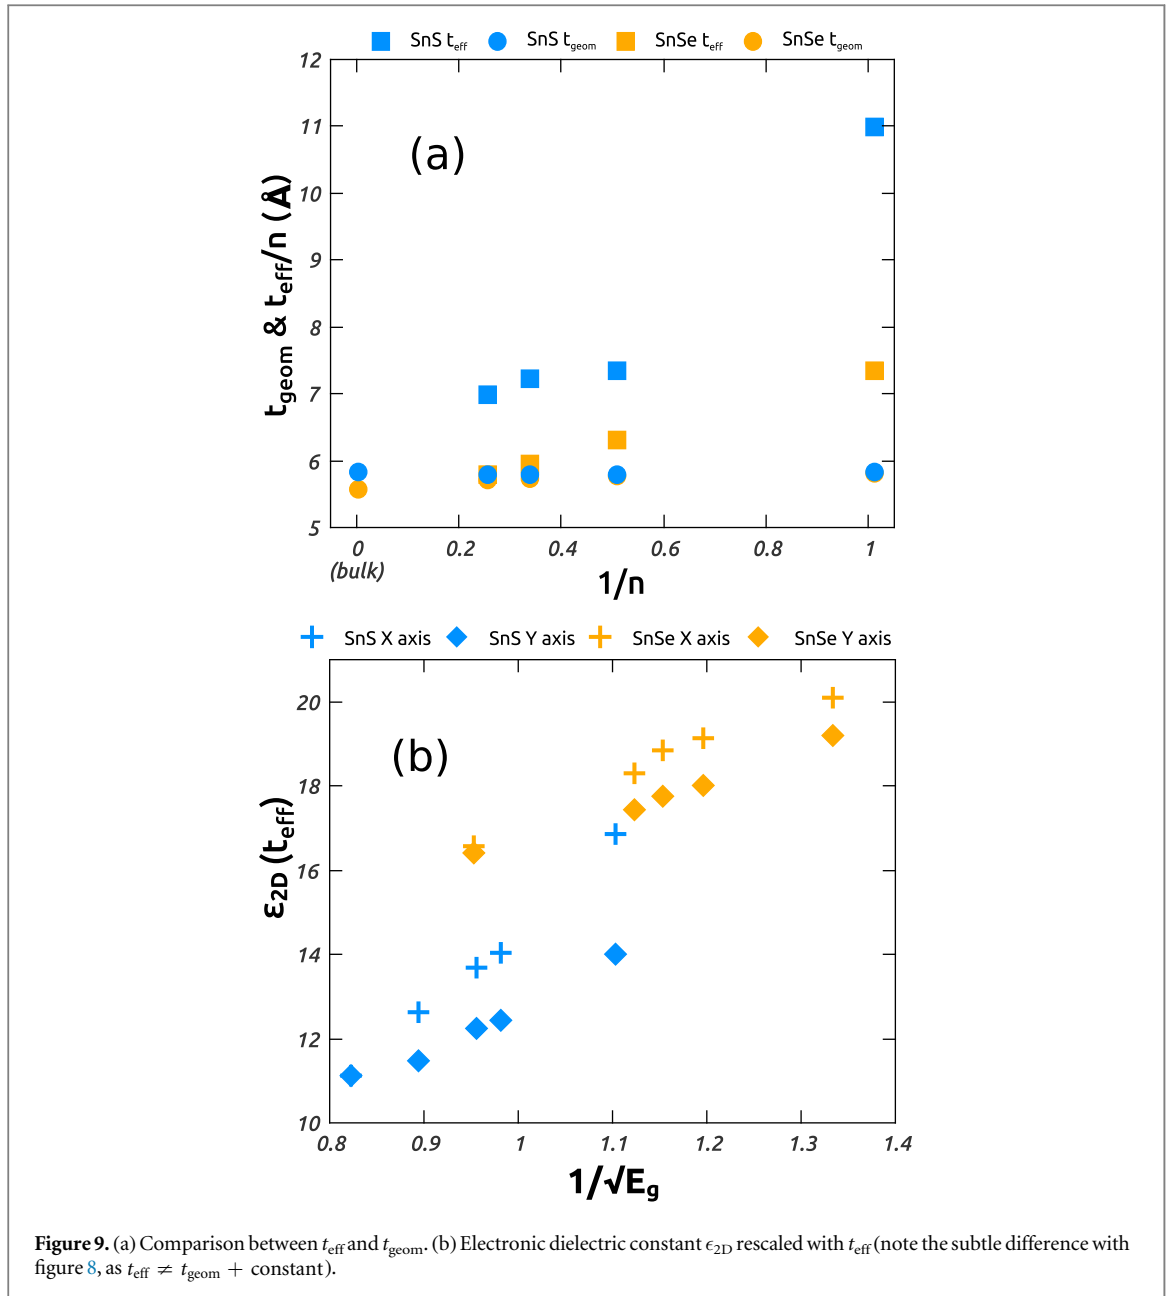 SnS t_eff SnS t_geom SnSe t_eff SnSe t_geom
12
11
10
9
8
7
6
5
t_geom & t_eff/n (Å)
(a)
0 0.2 0.4 0.6 0.8 1
(bulk)
1/n
SnS X axis SnS Y axis SnSe X axis SnSe Y axis
20
18
16
14
12
10
ε_2D (t_eff)
(b)
0.8 0.9 1 1.1 1.2 1.3 1.4
1/√E_g
Figure 9. (a) Comparison between t_eff and t_geom. (b) Electronic dielectric constant ϵ_2D rescaled with t_eff (note the subtle difference with
figure 8, as t_eff ≠ t_geom + constant).